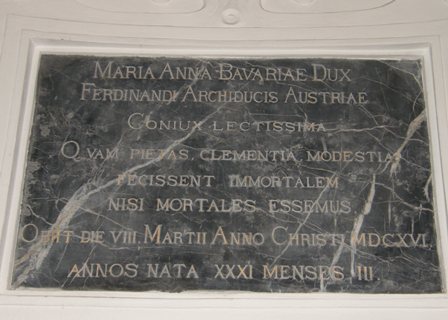 MARIA ANNA BAVARIAE DUX
FERDINANDI ARCHIDUCIS AUSTRIAE
CONIUX LECTISSIMA
QVAM PIETAS, CLEMENTIA, MODESTIA
FECISSENT IMMORTALEM
NISI MORTALES ESSEMUS
OBIIT DIE VIII. MARTII ANNO CHRISTI MDCXVI.
ANNOS NATA XXXI MENSES III